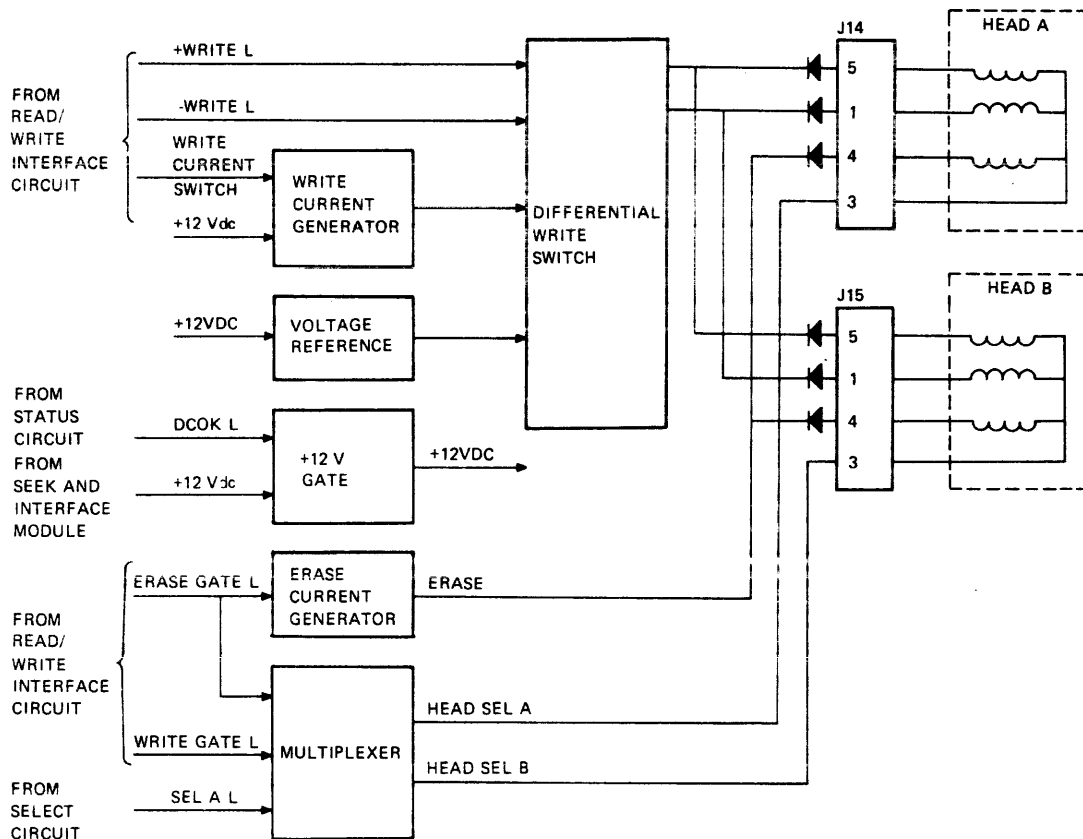 FROM
READ/
WRITE
INTERFACE
CIRCUIT
+WRITE L
-WRITE L
WRITE
CURRENT
SWITCH
+12 Vdc
WRITE
CURRENT
GENERATOR
+12VDC
VOLTAGE
REFERENCE
DIFFERENTIAL
WRITE
SWITCH
FROM
STATUS
CIRCUIT
DCOK L
FROM
SEEK AND
INTERFACE
MODULE
+12 Vdc
+12 V
GATE
+12VDC
FROM
READ/
WRITE
INTERFACE
CIRCUIT
ERASE GATE L
ERASE
CURRENT
GENERATOR
ERASE
WRITE GATE L
MULTIPLEXER
HEAD SEL A
HEAD SEL B
FROM
SELECT
CIRCUIT
SEL A L
J14
5
1
4
3
HEAD A
J15
5
1
4
3
HEAD B